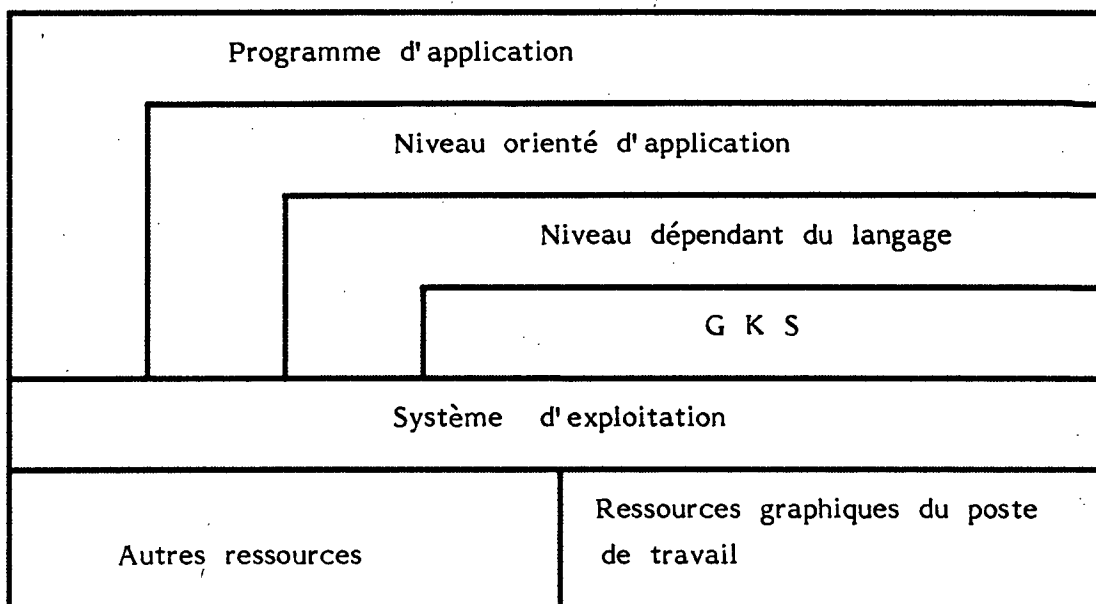 Programme d'application
Niveau orienté d'application
Niveau dépendant du langage
G K S
Système d'exploitation
Ressources graphiques du poste
de travail
Autres ressources